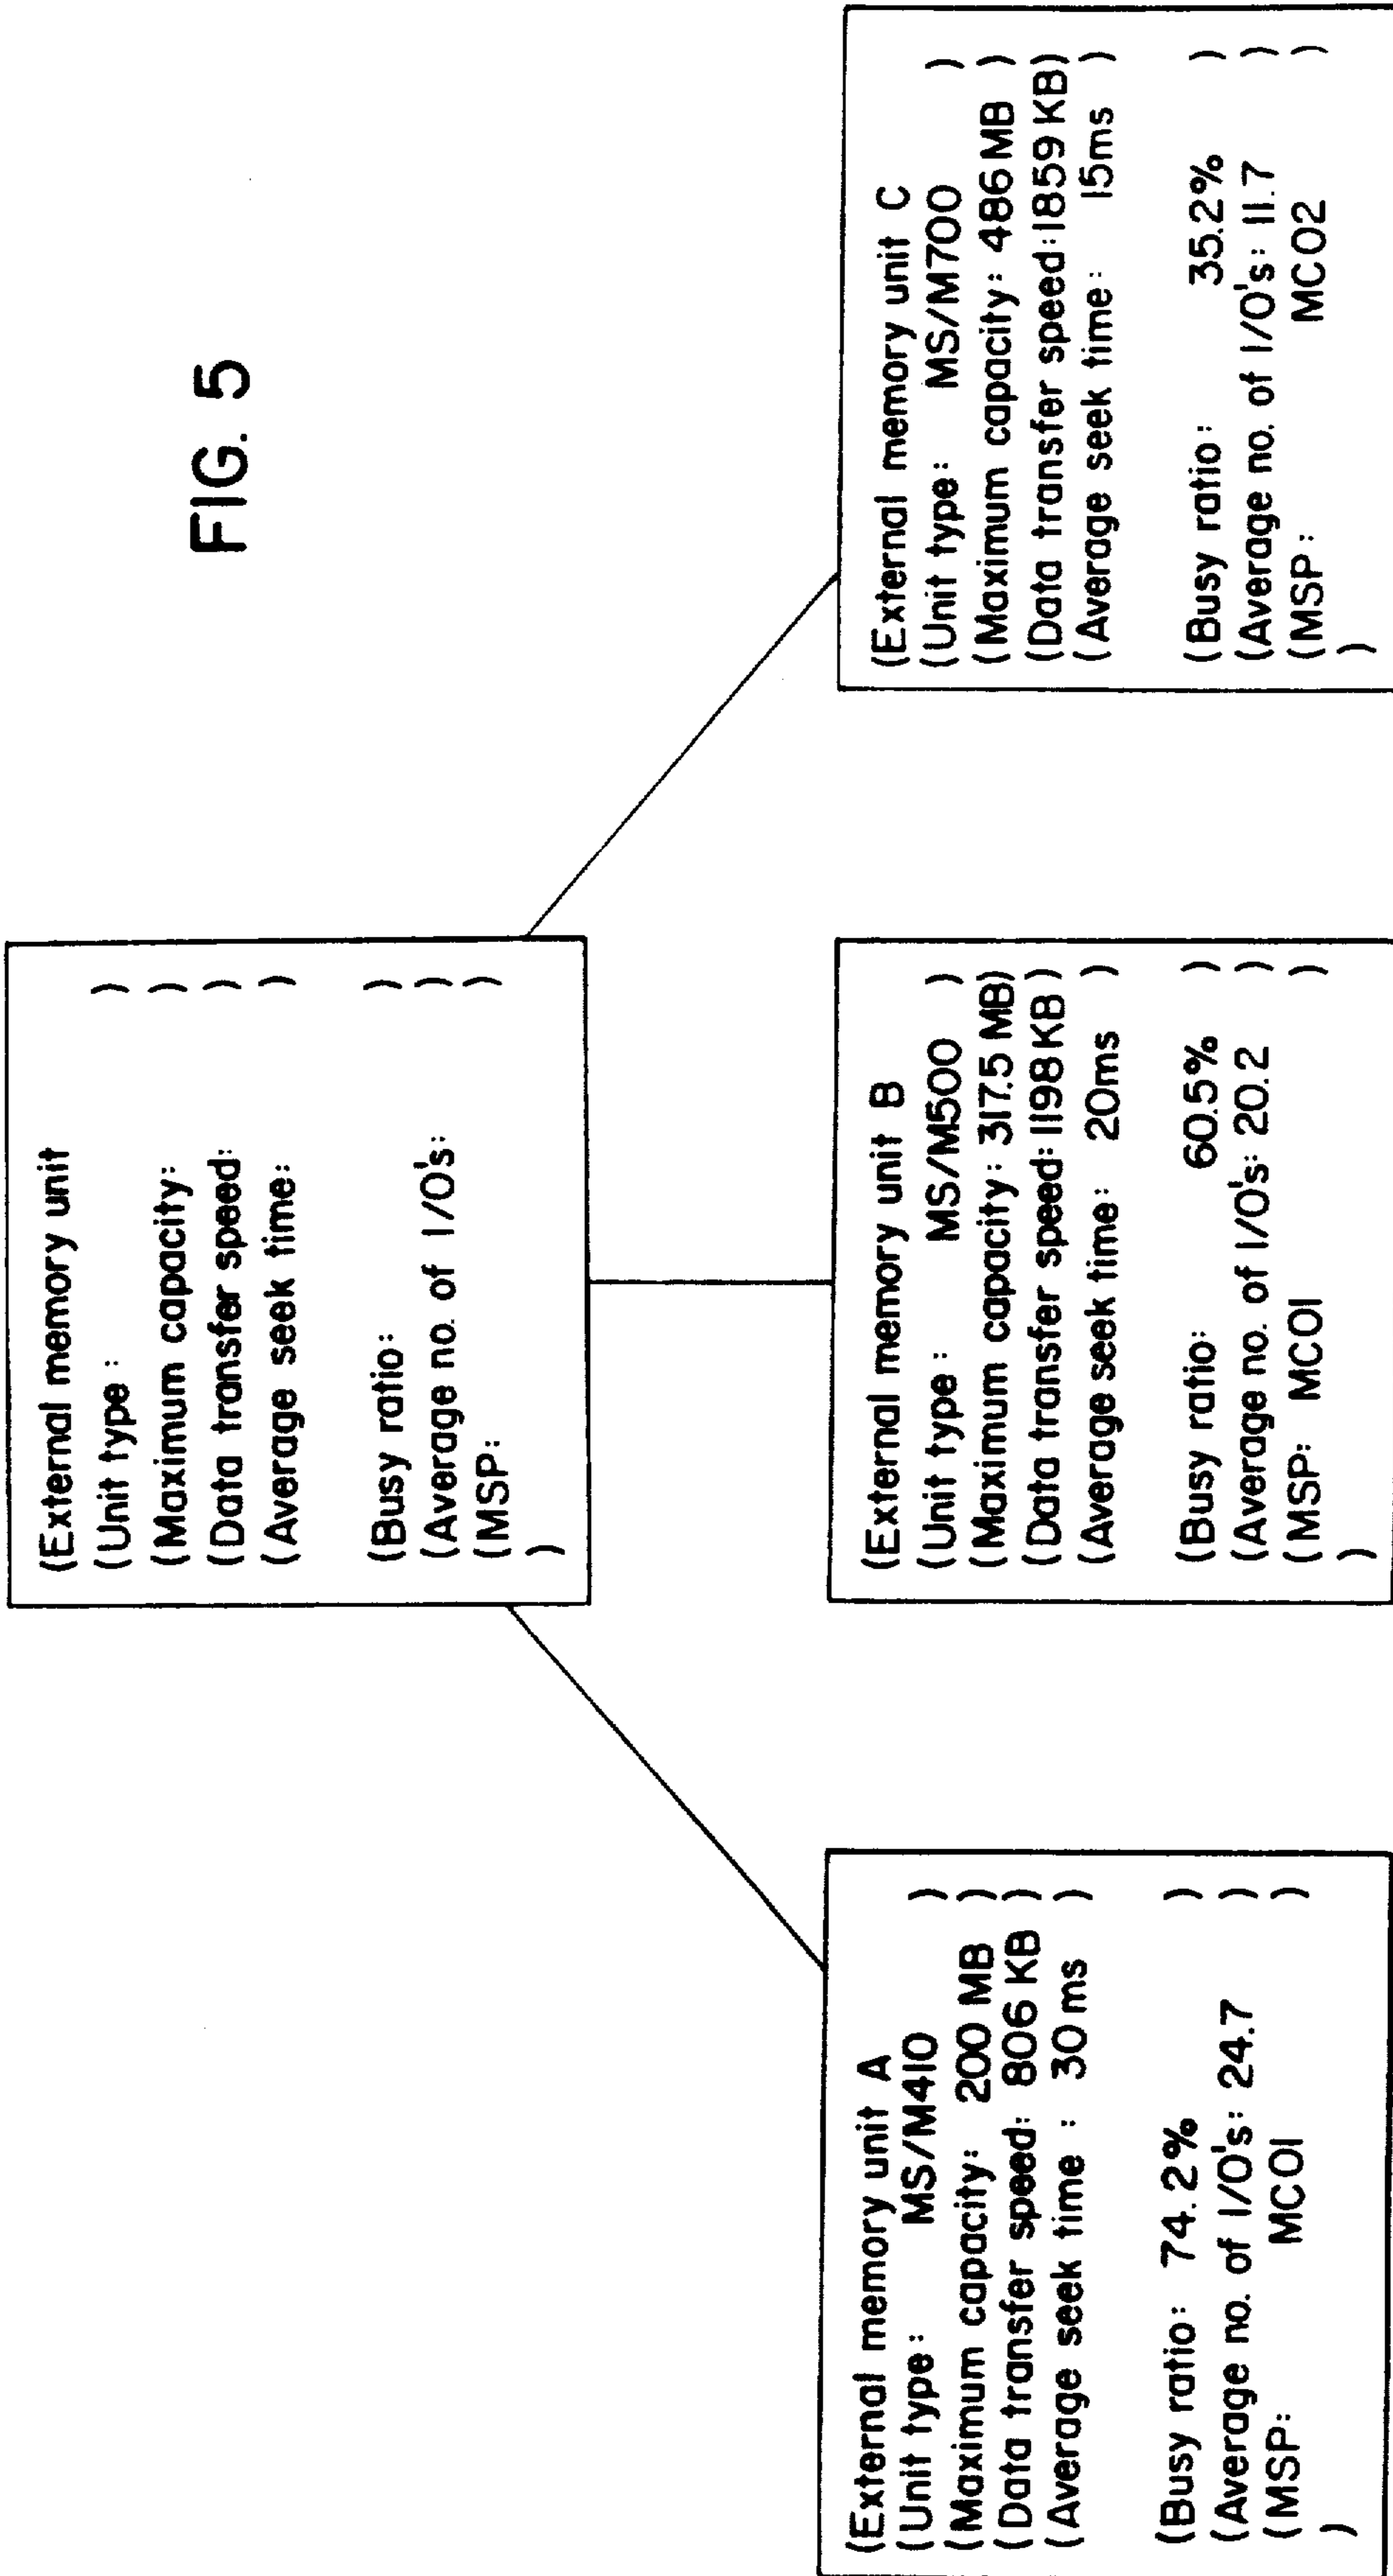 FIG. 5
(External memory unit
(Unit type : )
(Maximum capacity: )
(Data transfer speed: )
(Average seek time: )
(Busy ratio: )
(Average no. of I/O's: )
(MSP: )
)
(External memory unit A
(Unit type : MS/M410 )
(Maximum capacity: 200 MB )
(Data transfer speed: 806 KB )
(Average seek time : 30 ms )
(Busy ratio: 74.2% )
(Average no. of I/O's: 24.7 )
(MSP: MC01 )
)
(External memory unit B
(Unit type : MS/M500 )
(Maximum capacity: 317.5 MB)
(Data transfer speed: 1198 KB )
(Average seek time: 20ms )
(Busy ratio: 60.5% )
(Average no. of I/O's: 20.2 )
(MSP: MC01 )
)
(External memory unit C
(Unit type: MS/M700 )
(Maximum capacity: 486 MB )
(Data transfer speed:1859 KB)
(Average seek time: 15ms )
(Busy ratio: 35.2% )
(Average no. of I/O's: 11.7 )
(MSP: MC02 )
)